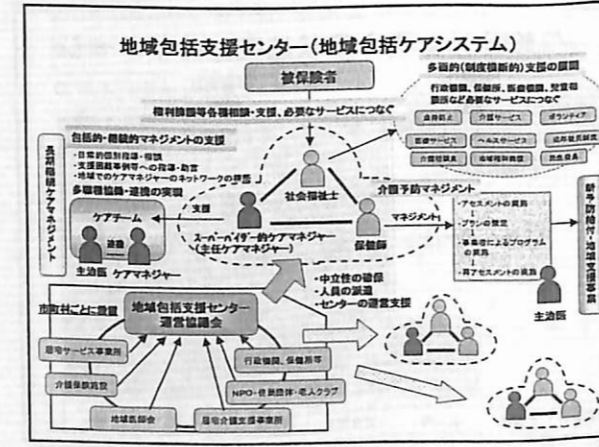 地域包括支援センター(地域包括ケアシステム)
被保険者
多面的(制度横断的)支援の展開
行政機関、保健所、医療機関、児童相
談所など必要なサービスにつなぐ
虐待防止
介護サービス
ボランティア
医療サービス
ヘルスサービス
成年後見制度
介護相談員
地域権利擁護
民生委員
権利擁護等各種相談・支援、必要なサービスにつなぐ
長期継続ケアマネジメント
包括的・継続的マネジメントの支援
・日常的個別指導・相談
・支援困難事例等への指導・助言
・地域でのケアマネジャーのネットワークの構築
多職種協働・連携の実現
ケアチーム
連携
主治医
ケアマネジャー
支援
社会福祉士
スーパーバイザー的ケアマネジャー
(主任ケアマネジャー)
保健師
介護予防マネジメント
マネジメント
・アセスメントの実施
↓
・プランの策定
↓
・事業者によるプログラム
の実施
↓
・再アセスメントの実施
主治医
新予防給付・地域支援事業
・中立性の確保
・人員の派遣
・センターの運営支援
市町村ごとに設置
地域包括支援センター
運営協議会
居宅サービス事業所
介護保険施設
地域医師会
居宅介護支援事業所
NPO・住民団体・老人クラブ
行政機関、保健所等